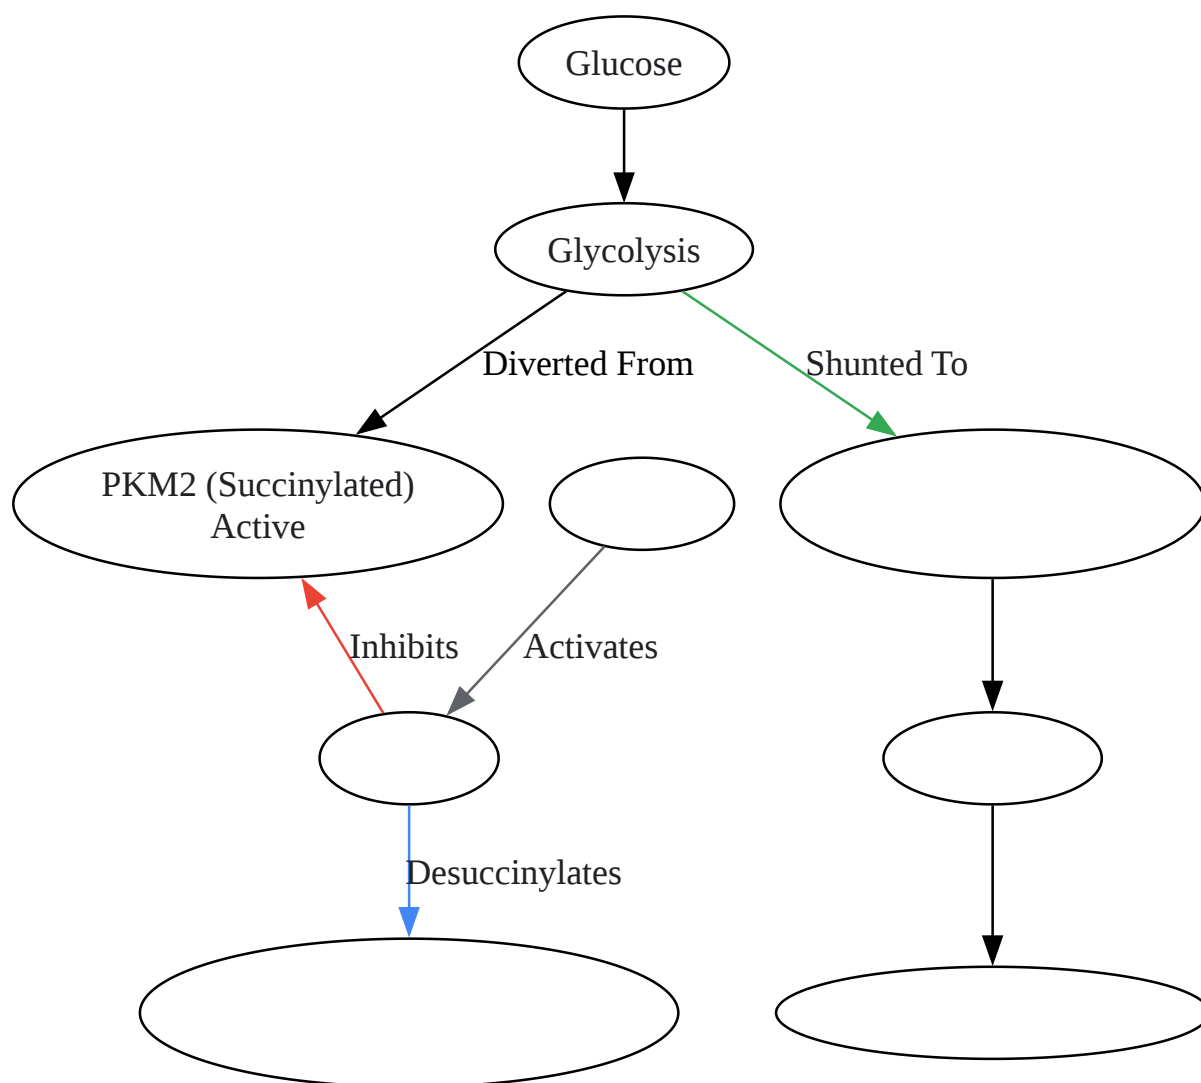 Glucose
Glycolysis
Diverted From
Shunted To
PKM2 (Succinylated)
Active
Inhibits
Activates
Desuccinylates